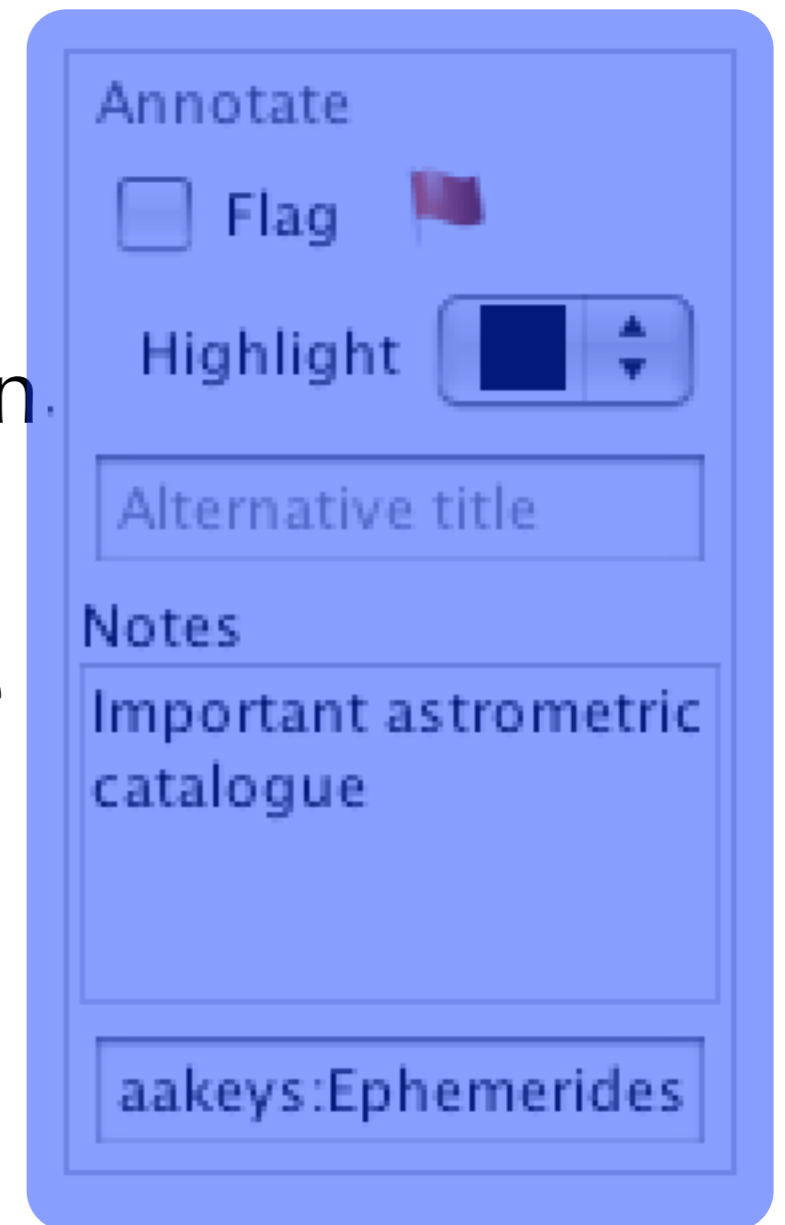 Annotate
Flag
Highlight
n.
Alternative title
Notes
Important astrometric
catalogue
aakeys:Ephemerides